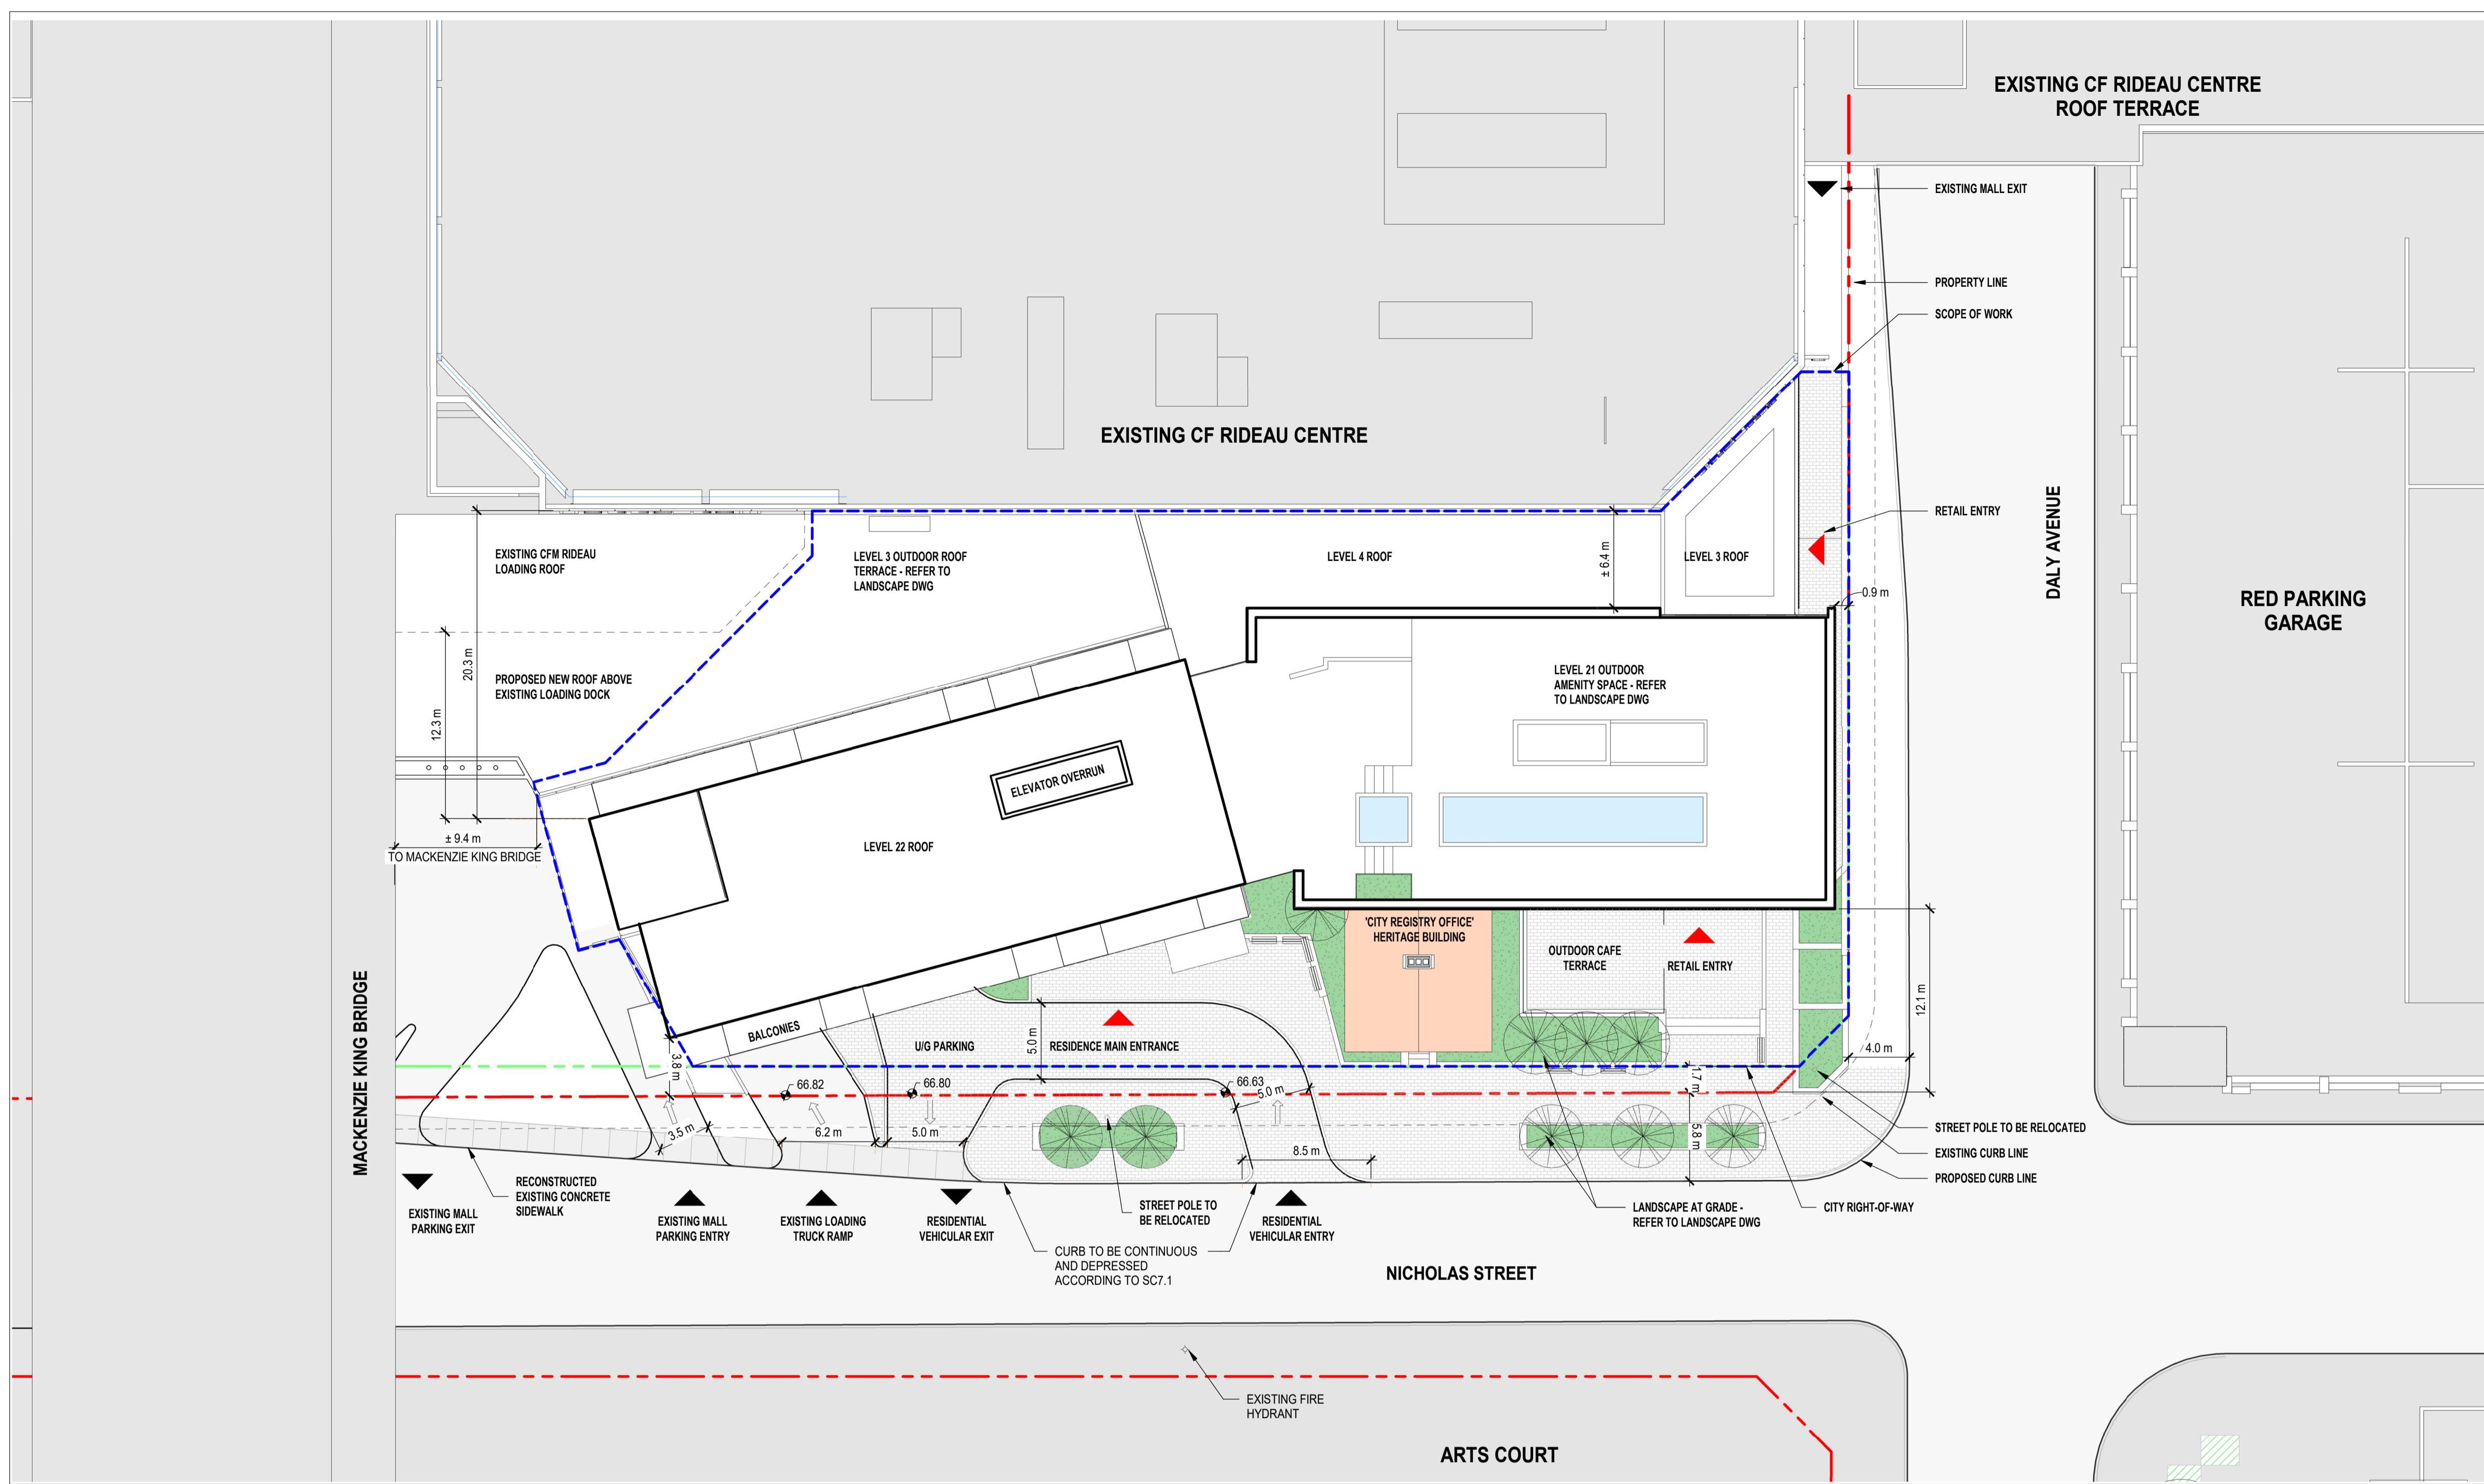 EXISTING CF RIDEAU CENTRE
ROOF TERRACE
EXISTING MALL EXIT
PROPERTY LINE
SCOPE OF WORK
EXISTING CF RIDEAU CENTRE
RETAIL ENTRY
DALY AVENUE
RED PARKING
GARAGE
EXISTING CFM RIDEAU
LOADING ROOF
LEVEL 3 OUTDOOR ROOF
TERRACE - REFER TO
LANDSCAPE DWG
LEVEL 4 ROOF
± 6.4 m
LEVEL 3 ROOF
0.9 m
20.3 m
12.3 m
PROPOSED NEW ROOF ABOVE
EXISTING LOADING DOCK
LEVEL 21 OUTDOOR
AMENITY SPACE - REFER
TO LANDSCAPE DWG
ELEVATOR OVERRUN
± 9.4 m
TO MACKENZIE KING BRIDGE
LEVEL 22 ROOF
'CITY REGISTRY OFFICE'
HERITAGE BUILDING
OUTDOOR CAFE
TERRACE
RETAIL ENTRY
12.1 m
MACKENZIE KING BRIDGE
BALCONIES
U/G PARKING
5.0 m
RESIDENCE MAIN ENTRANCE
4.0 m
3.8 m
66.82
66.80
66.63
5.0 m
1.7 m
3.5 m
6.2 m
5.0 m
8.5 m
5.8 m
STREET POLE TO BE RELOCATED
EXISTING CURB LINE
PROPOSED CURB LINE
EXISTING MALL
PARKING EXIT
RECONSTRUCTED
EXISTING CONCRETE
SIDEWALK
EXISTING MALL
PARKING ENTRY
EXISTING LOADING
TRUCK RAMP
RESIDENTIAL
VEHICULAR EXIT
STREET POLE TO
BE RELOCATED
RESIDENTIAL
VEHICULAR ENTRY
LANDSCAPE AT GRADE -
REFER TO LANDSCAPE DWG
CITY RIGHT-OF-WAY
CURB TO BE CONTINUOUS
AND DEPRESSED
ACCORDING TO SC7.1
NICHOLAS STREET
EXISTING FIRE
HYDRANT
ARTS COURT